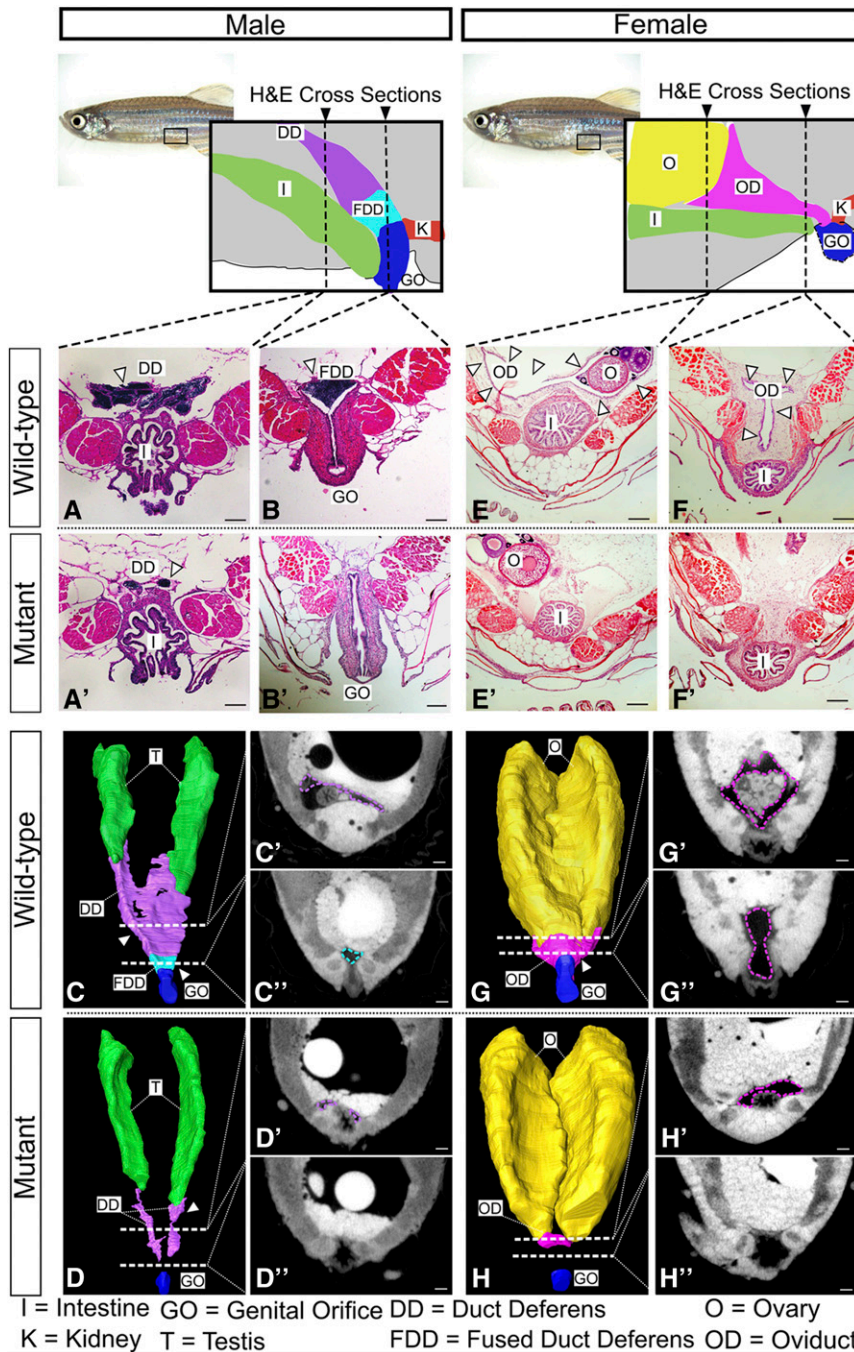 Male
Female
H&E Cross Sections
H&E Cross Sections
DD
I
FDD
K
GO
O
OD
I
K
GO
Wild-type
DD
I
A
FDD
GO
B
OD
O
I
E
OD
I
F
Mutant
DD
I
A'
GO
B'
O
I
E'
I
F'
Wild-type
T
DD
FDD
GO
C
C'
C''
O
OD
GO
G
G'
G''
Mutant
T
DD
GO
D
D'
D''
O
OD
GO
H
H'
H''
I = Intestine GO = Genital Orifice DD = Duct Deferens O = Ovary
K = Kidney T = Testis FDD = Fused Duct Deferens OD = Oviduct